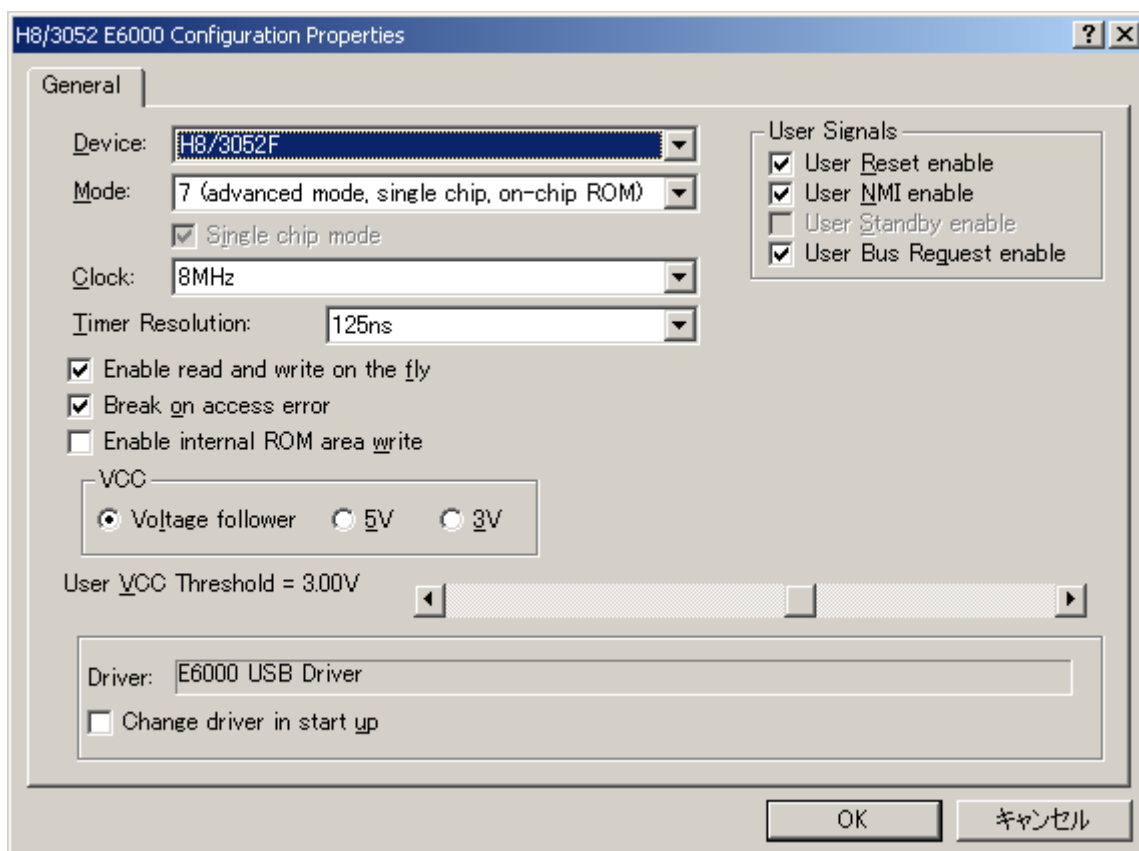 H8/3052 E6000 Configuration Properties
General
Device: H8/3052F
Mode: 7 (advanced mode, single chip, on-chip ROM)
Single chip mode
Clock: 8MHz
Timer Resolution: 125ns
Enable read and write on the fly
Break on access error
Enable internal ROM area write
VCC
Voltage follower 5V 3V
User VCC Threshold = 3.00V
Driver: E6000 USB Driver
Change driver in start up
User Signals
User Reset enable
User NMI enable
User Standby enable
User Bus Reguest enable
OK キャンセル